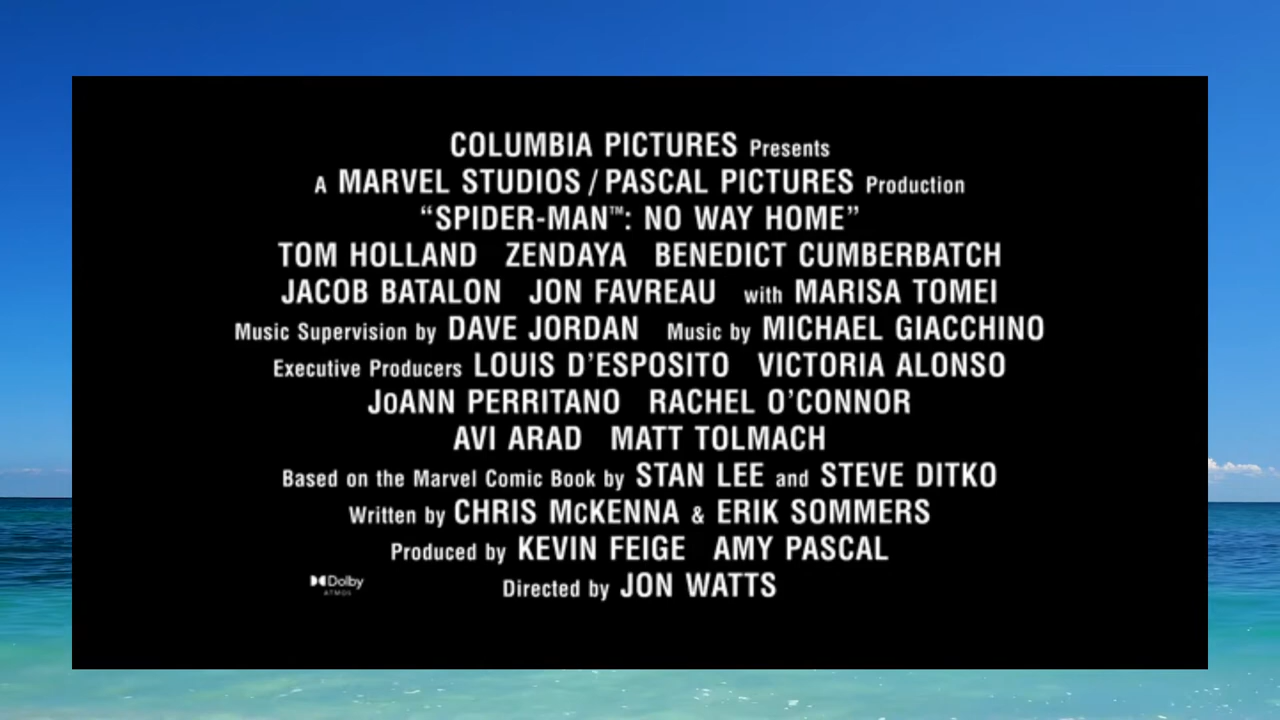 COLUMBIA PICTURES Presents
A MARVEL STUDIOS / PASCAL PICTURES Production
“SPIDER-MAN™: NO WAY HOME”
TOM HOLLAND ZENDAYA BENEDICT CUMBERBATCH
JACOB BATALON JON FAVREAU with MARISA TOMEI
Music Supervision by DAVE JORDAN Music by MICHAEL GIACCHINO
Executive Producers LOUIS D’ESPOSITO VICTORIA ALONSO
JoANN PERRITANO RACHEL O’CONNOR
AVI ARAD MATT TOLMACH
Based on the Marvel Comic Book by STAN LEE and STEVE DITKO
Written by CHRIS McKENNA & ERIK SOMMERS
Produced by KEVIN FEIGE AMY PASCAL
Directed by JON WATTS
Dolby
ATMOS